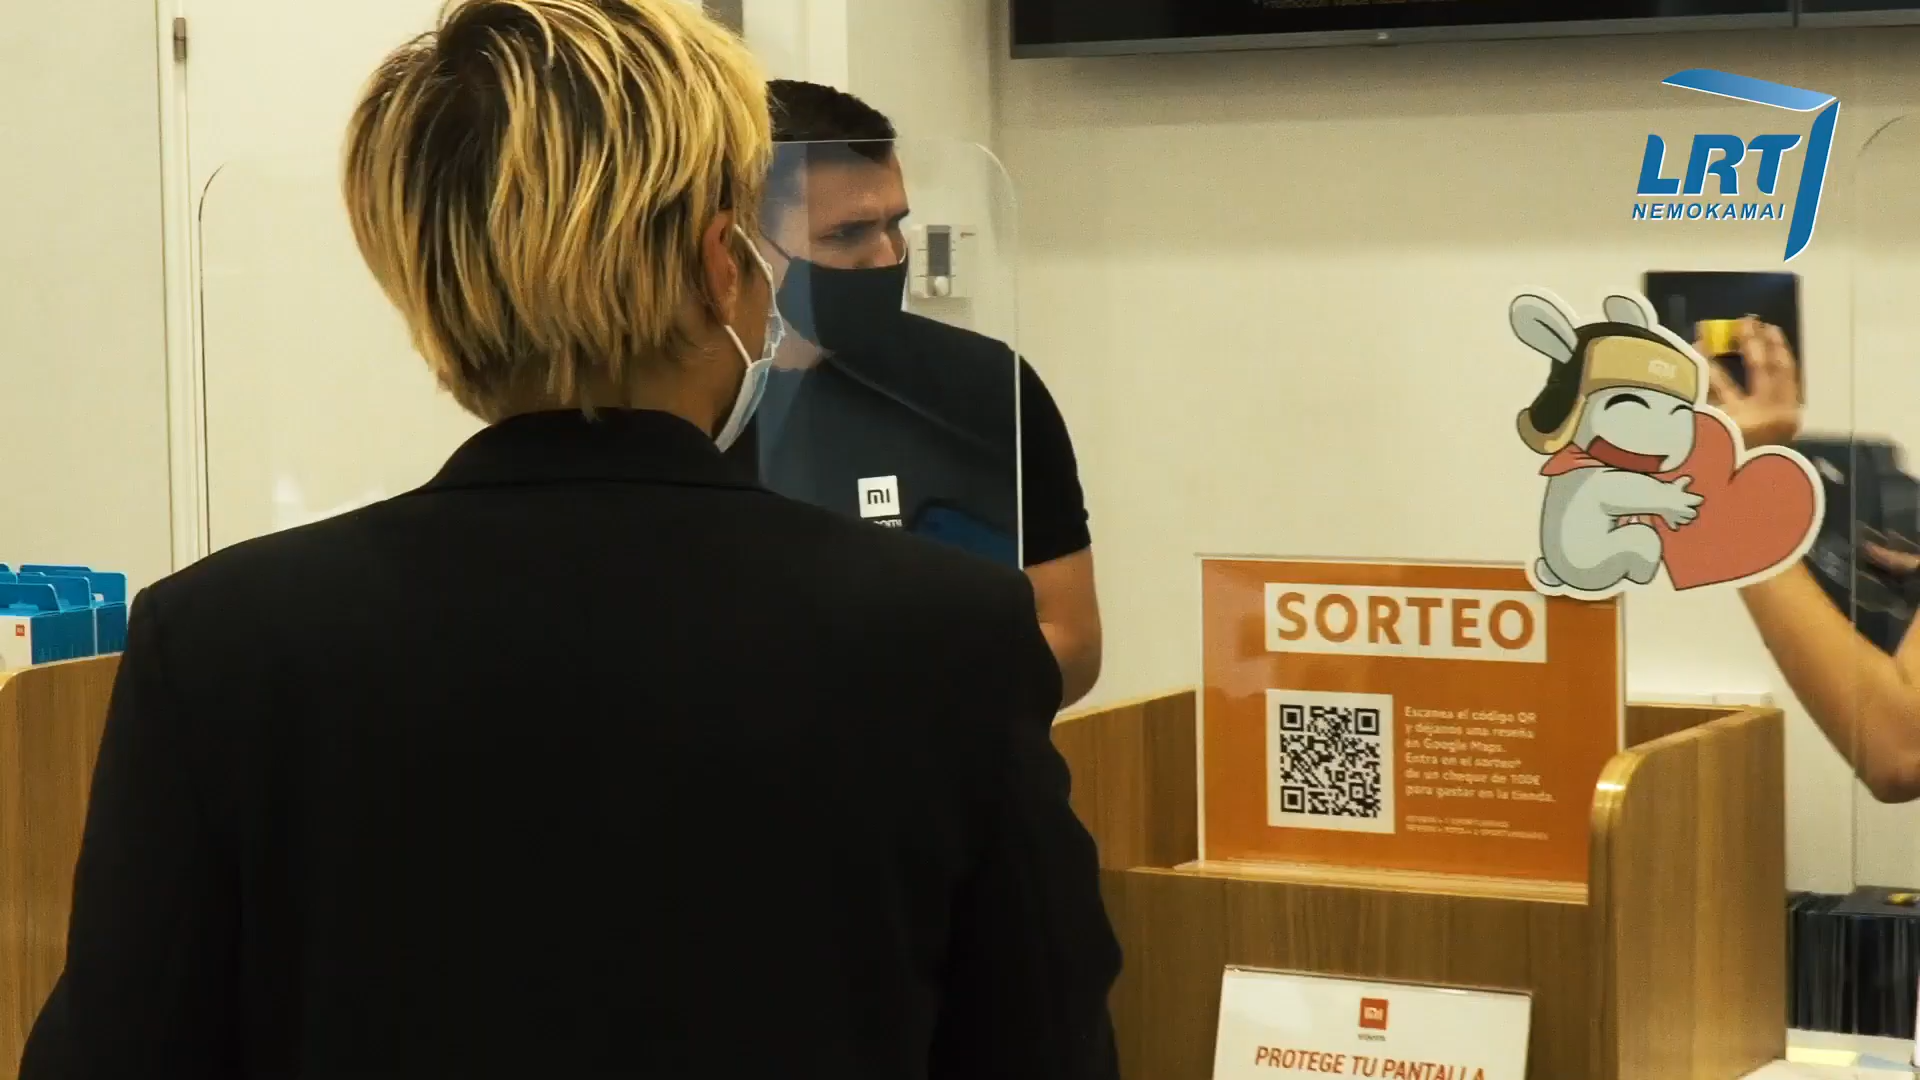 LRT
NEMOKAMAI
mi
SORTEO
Escanea el código QR
y déjanos una reseña
en Google Maps.
Entra en el sorteo*
de un cheque de 100€
para gastar en la tienda.
mi
PROTEGE TU PANTALLA